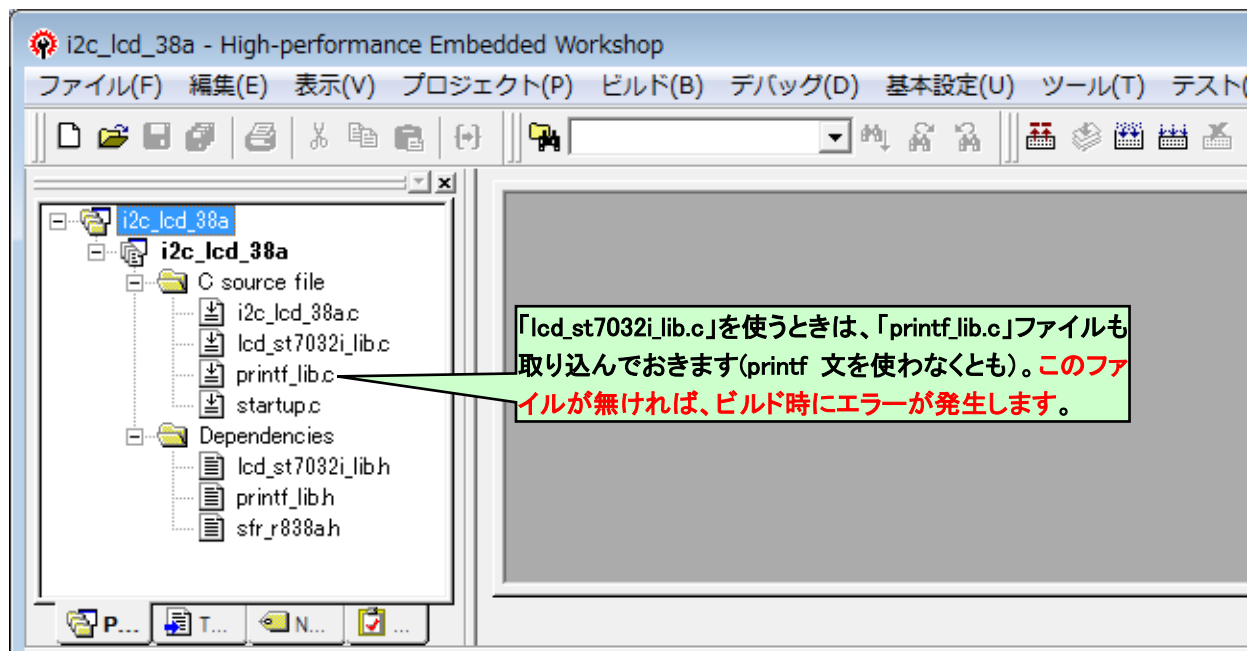 i2c_lcd_38a - High-performance Embedded Workshop
ファイル(F) 編集(E) 表示(V) プロジェクト(P) ビルド(B) デバッグ(D) 基本設定(U) ツール(T) テスト(
i2c_lcd_38a
i2c_lcd_38a
C source file
i2c_lcd_38a.c
lcd_st7032i_lib.c
printf_lib.c
startup.c
Dependencies
lcd_st7032i_lib.h
printf_lib.h
sfr_r838a.h
「lcd_st7032i_lib.c」を使うときは、「printf_lib.c」ファイルも
取り込んでおきます(printf 文を使わなくとも)。このファ
イルが無ければ、ビルド時にエラーが発生します。
P... T... N... ...